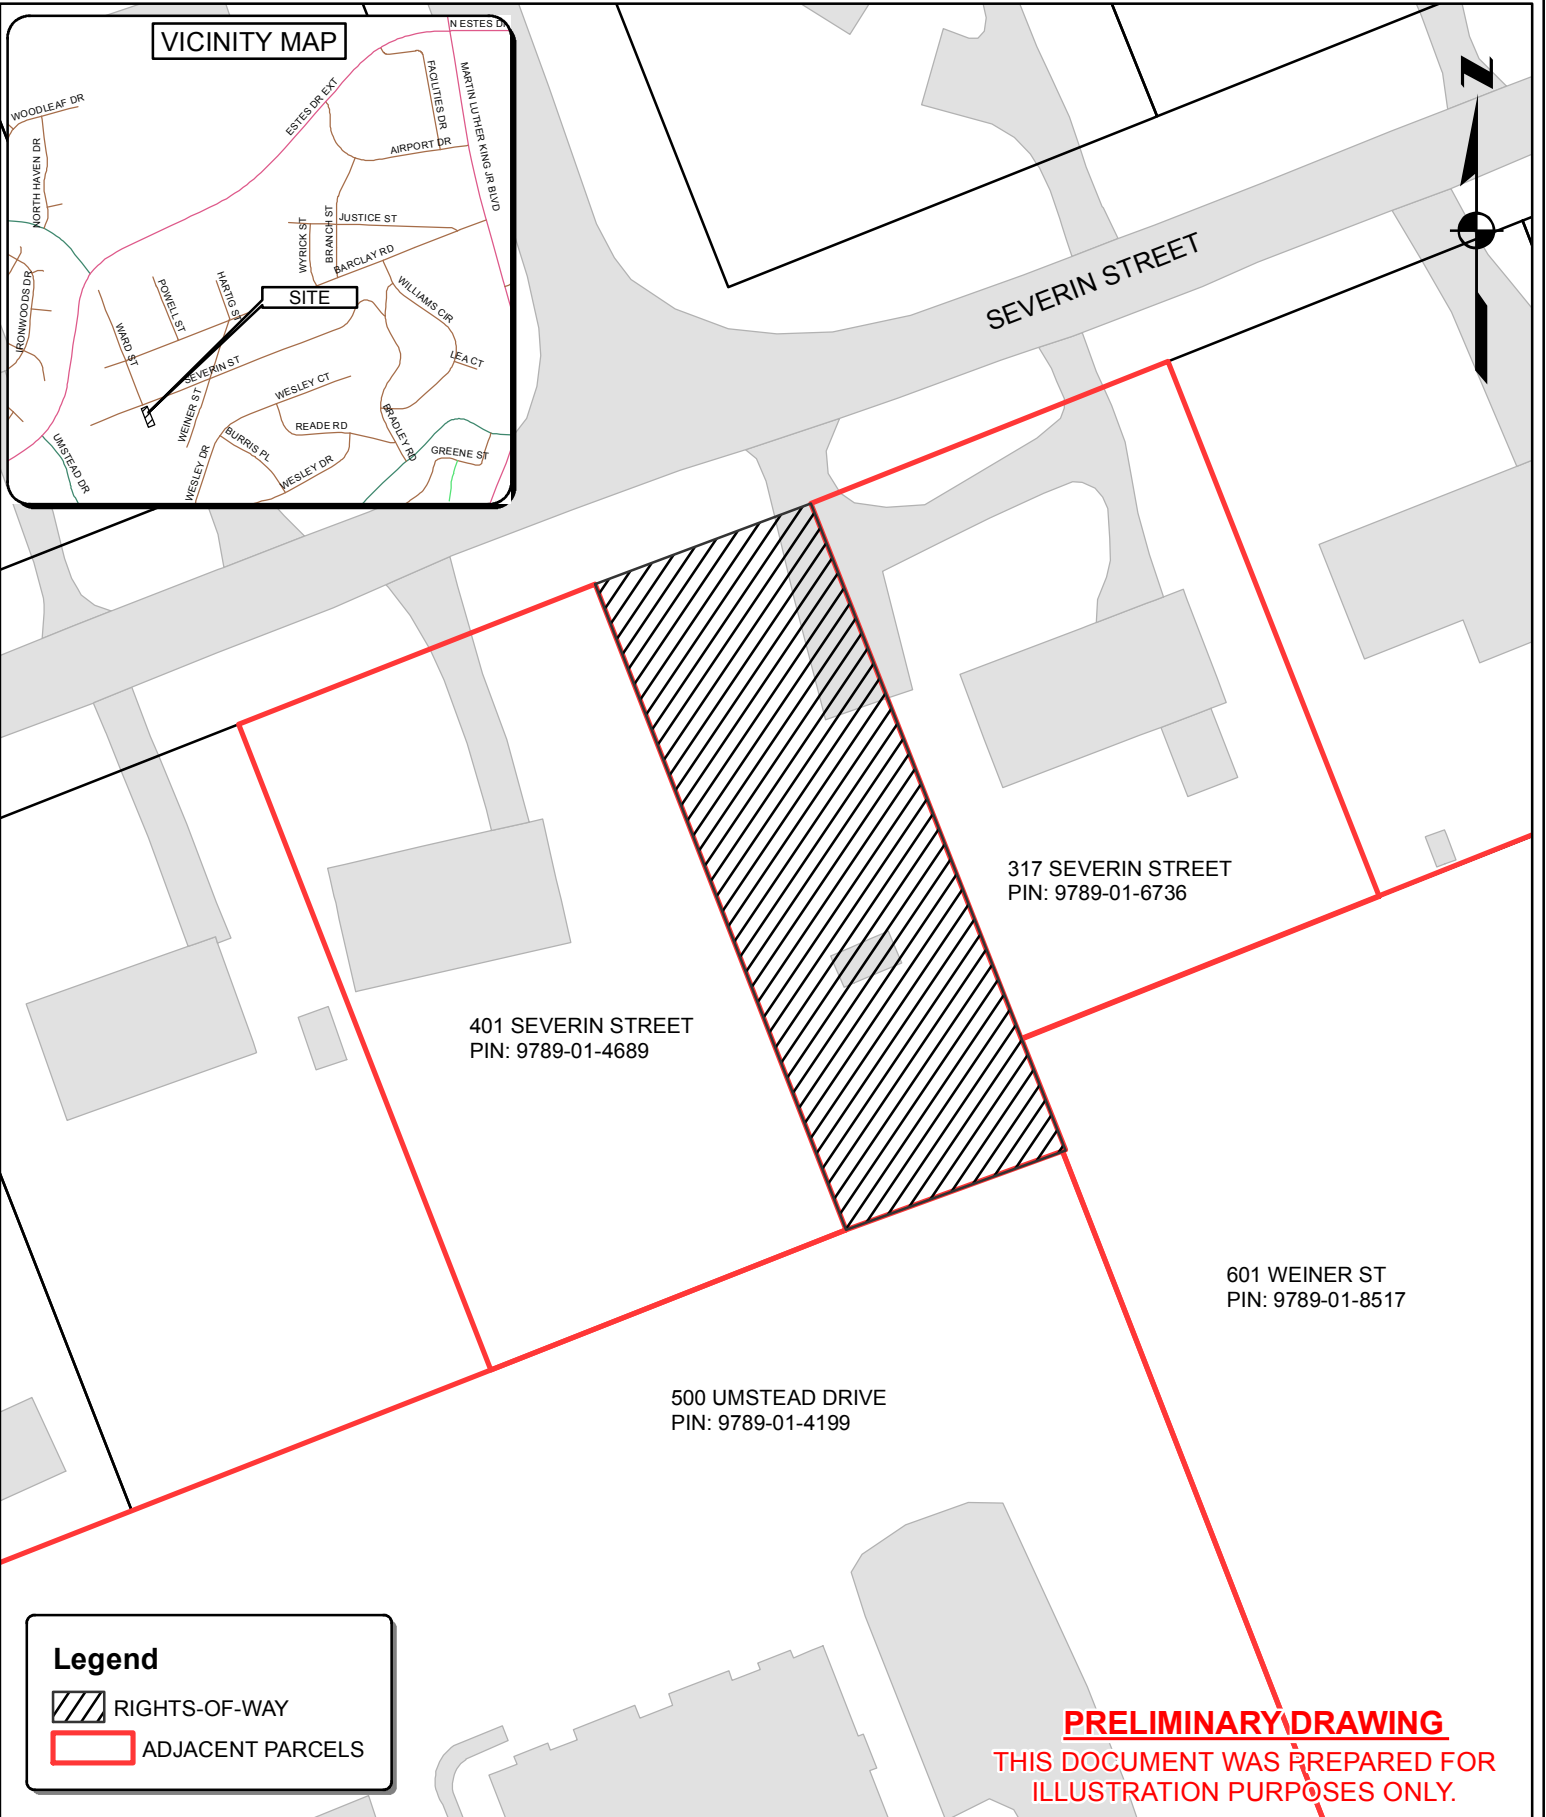 VICINITY MAP
N ESTES D
WOODLEAF DR
NORTH HAVEN DR
ESTES DR EXT
FACILITIES DR
MARTIN LUTHER KING JR BLVD
AIRPORT DR
JUSTICE ST
WYRICK ST
BRANCH ST
BARCLAY RD
IRONWOODS DR
POWELL ST
HARTIG ST
SITE
WILLIAMS CIR
WARD ST
SEVERIN ST
LEA CT
WESLEY CT
WEINER ST
READE RD
BRADLEY RD
BURRIS PL
UMSTEAD DR
WESLEY DR
WESLEY DR
GREENE ST
N
SEVERIN STREET
317 SEVERIN STREET
PIN: 9789-01-6736
401 SEVERIN STREET
PIN: 9789-01-4689
601 WEINER ST
PIN: 9789-01-8517
500 UMSTEAD DRIVE
PIN: 9789-01-4199
Legend
RIGHTS-OF-WAY
ADJACENT PARCELS
PRELIMINARY DRAWING
THIS DOCUMENT WAS PREPARED FOR
ILLUSTRATION PURPOSES ONLY.